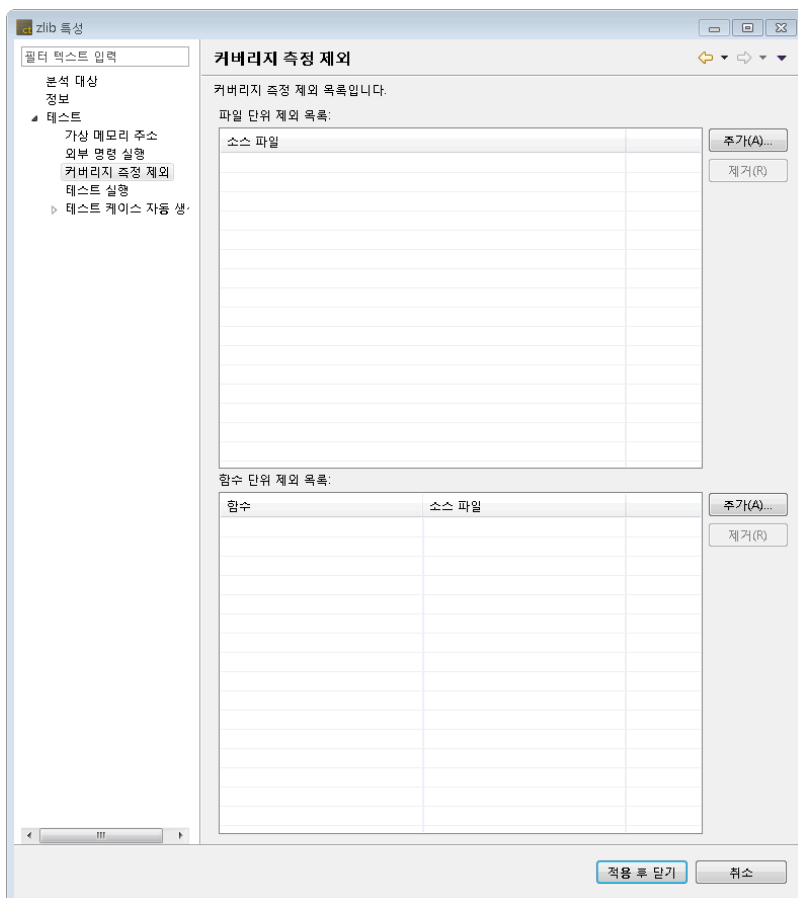 ct zlib 특성
필터 텍스트 입력
분석 대상
정보
테스트
가상 메모리 주소
외부 명령 실행
커버리지 측정 제외
테스트 실행
테스트 케이스 자동 생
커버리지 측정 제외
커버리지 측정 제외 목록입니다.
파일 단위 제외 목록:
소스 파일
추가(A)...
제거(R)
함수 단위 제외 목록:
함수 소스 파일
추가(A)...
제거(R)
적용 후 닫기 취소